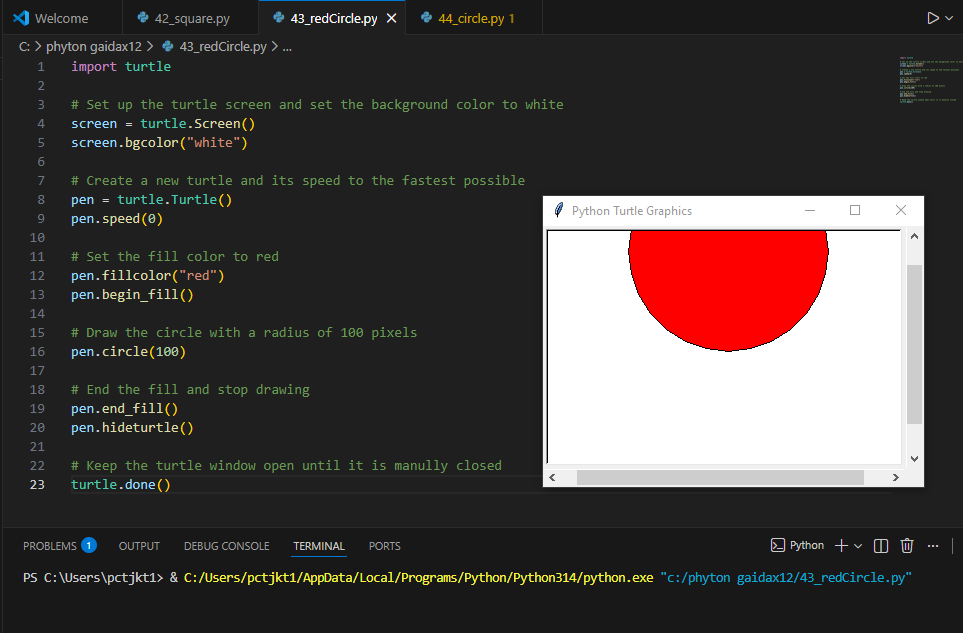 Welcome
42_square.py
43_redCircle.py
44_circle.py 1
C: > phyton gaidax12 > 43_redCircle.py > ...
1 import turtle
2
3 # Set up the turtle screen and set the background color to white
4 screen = turtle.Screen()
5 screen.bgcolor("white")
6
7 # Create a new turtle and its speed to the fastest possible
8 pen = turtle.Turtle()
9 pen.speed(0)
10
11 # Set the fill color to red
12 pen.fillcolor("red")
13 pen.begin_fill()
14
15 # Draw the circle with a radius of 100 pixels
16 pen.circle(100)
17
18 # End the fill and stop drawing
19 pen.end_fill()
20 pen.hideturtle()
21
22 # Keep the turtle window open until it is manully closed
23 turtle.done()
Python Turtle Graphics
PROBLEMS 1 OUTPUT DEBUG CONSOLE TERMINAL PORTS
Python
PS C:\Users\pctjkt1> & C:/Users/pctjkt1/AppData/Local/Programs/Python/Python314/python.exe "c:/phyton gaidax12/43_redCircle.py"